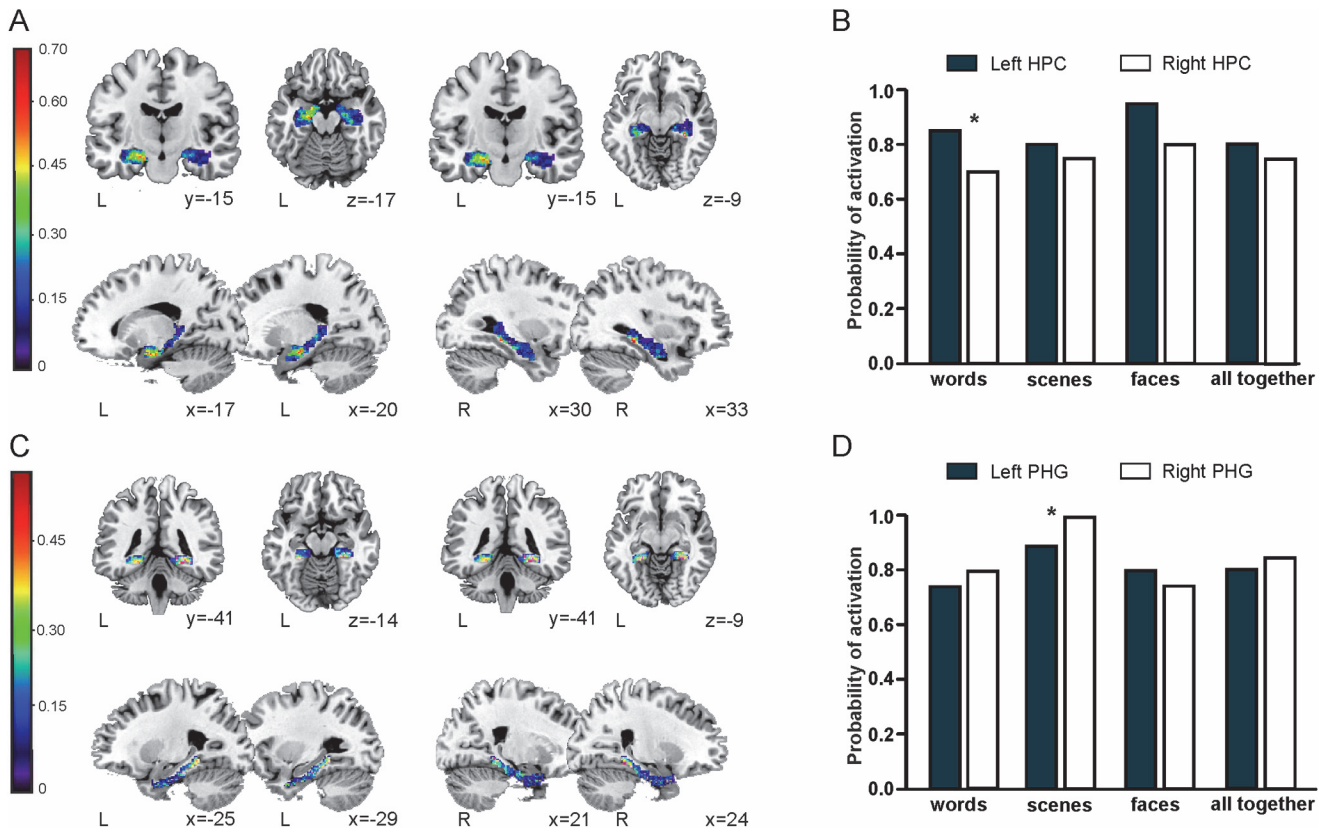 A
0.70
0.60
0.45
0.30
0.15
0
L y=-15 L z=-17 L y=-15 L z=-9
L x=-17 L x=-20 R x=30 R x=33
B
Left HPC Right HPC
Probability of activation
1.0
0.8
0.6
0.4
0.2
0.0
*
words scenes faces all together
C
0.45
0.30
0.15
0
L y=-41 L z=-14 L y=-41 L z=-9
L x=-25 L x=-29 R x=21 R x=24
D
Left PHG Right PHG
Probability of activation
1.0
0.8
0.6
0.4
0.2
0.0
*
words scenes faces all together